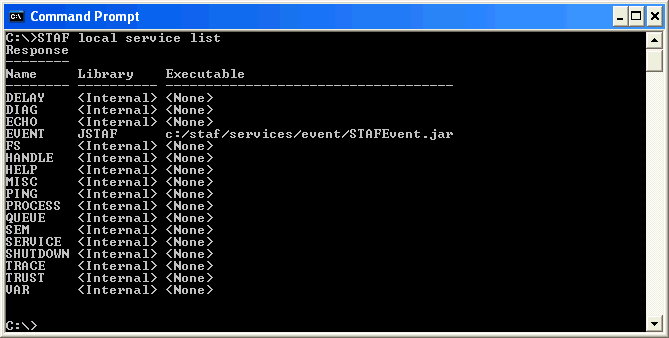 Command Prompt
C:\>STAF local service list
Response
--------
Name     Library    Executable
-------- ---------- ------------------------------------
DELAY    <Internal> <None>
DIAG     <Internal> <None>
ECHO     <Internal> <None>
EVENT    JSTAF      c:/staf/services/event/STAFEvent.jar
FS       <Internal> <None>
HANDLE   <Internal> <None>
HELP     <Internal> <None>
MISC     <Internal> <None>
PING     <Internal> <None>
PROCESS  <Internal> <None>
QUEUE    <Internal> <None>
SEM      <Internal> <None>
SERVICE  <Internal> <None>
SHUTDOWN <Internal> <None>
TRACE    <Internal> <None>
TRUST    <Internal> <None>
VAR      <Internal> <None>
C:\>